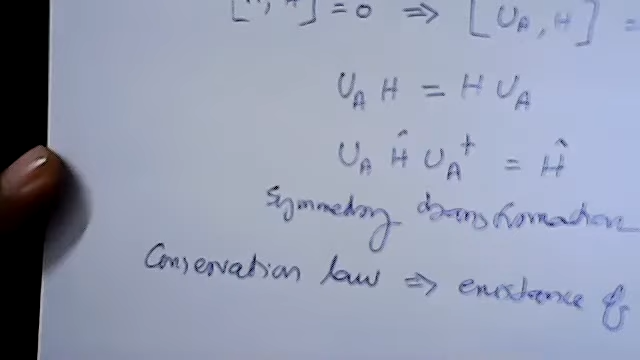 ] = 0 ⇒ [U_A, H] =
U_A H = H U_A
U_A Ĥ U_A^+ = Ĥ
Symmetry transformation
Conservation law ⇒ existence of